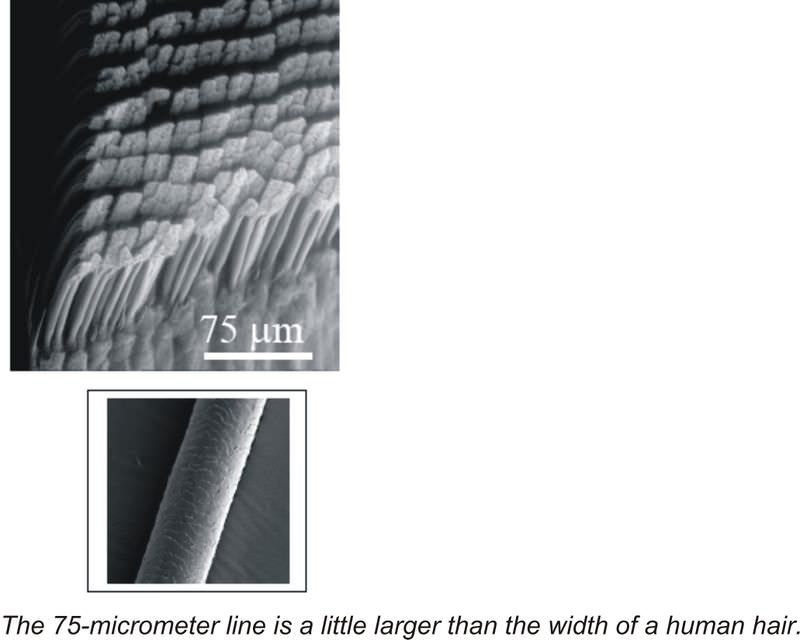 75 µm
The 75-micrometer line is a little larger than the width of a human hair.